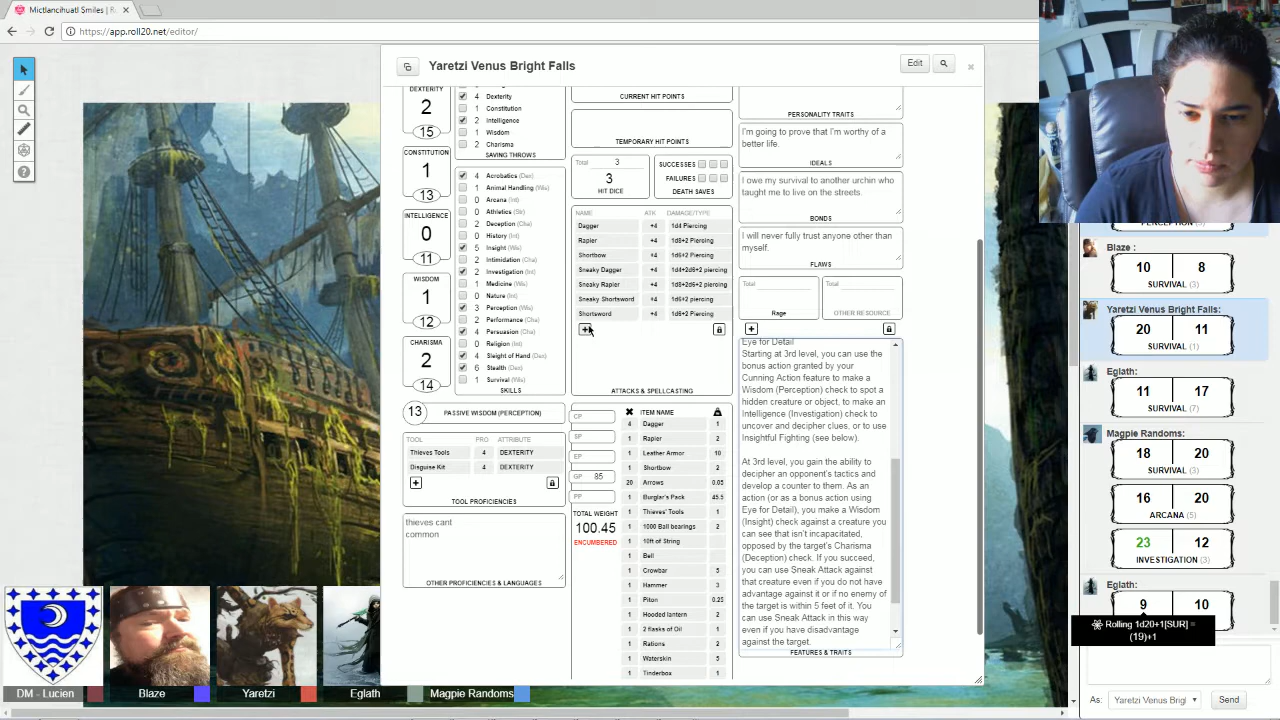 Mictlancihuatl Smiles | R
https://app.roll20.net/editor/
Yaretzi Venus Bright Falls
Edit
DEXTERITY
2
15
CONSTITUTION
1
13
INTELLIGENCE
0
11
WISDOM
1
12
CHARISMA
2
14
4 Dexterity
1 Constitution
2 Intelligence
1 Wisdom
2 Charisma
SAVING THROWS
4 Acrobatics (Dex)
1 Animal Handling (Wis)
0 Arcana (Int)
0 Athletics (Str)
2 Deception (Cha)
0 History (Int)
5 Insight (Wis)
2 Intimidation (Cha)
2 Investigation (Int)
1 Medicine (Wis)
0 Nature (Int)
3 Perception (Wis)
2 Performance (Cha)
4 Persuasion (Cha)
0 Religion (Int)
4 Sleight of Hand (Dex)
6 Stealth (Dex)
1 Survival (Wis)
SKILLS
13 PASSIVE WISDOM (PERCEPTION)
TOOL PRO ATTRIBUTE
Thieves Tools 4 DEXTERITY
Disguise Kit 4 DEXTERITY
TOOL PROFICIENCIES
thieves cant
common
OTHER PROFICIENCIES & LANGUAGES
CURRENT HIT POINTS
TEMPORARY HIT POINTS
Total 3
3
HIT DICE
SUCCESSES
FAILURES
DEATH SAVES
NAME ATK DAMAGE/TYPE
Dagger +4 1d4 Piercing
Rapier +4 1d8+2 Piercing
Shortbow +4 1d6+2 Piercing
Sneaky Dagger +4 1d4+2d6+2 piercing
Sneaky Rapier +4 1d8+2d6+2 piercing
Sneaky Shortsword +4 1d6+2 piercing
Shortsword +4 1d6+2 Piercing
ATTACKS & SPELLCASTING
CP
SP
EP
GP 85
PP
TOTAL WEIGHT
100.45
ENCUMBERED
ITEM NAME
4 Dagger 1
1 Rapier 2
1 Leather Armor 10
1 Shortbow 2
20 Arrows 0.05
1 Burglar's Pack 45.5
1 Thieves' Tools 1
1 1000 Ball bearings 2
1 10ft of String
1 Bell
1 Crowbar 5
1 Hammer 3
1 Piton 0.25
1 Hooded lantern 2
1 2 flasks of Oil 1
1 Rations 2
1 Waterskin 5
1 Tinderbox 1
PERSONALITY TRAITS
I'm going to prove that I'm worthy of a
better life.
IDEALS
I owe my survival to another urchin who
taught me to live on the streets.
BONDS
I will never fully trust anyone other than
myself.
FLAWS
Total
Rage
Total
OTHER RESOURCE
Eye for Detail
Starting at 3rd level, you can use the
bonus action granted by your
Cunning Action feature to make a
Wisdom (Perception) check to spot a
hidden creature or object, to make an
Intelligence (Investigation) check to
uncover and decipher clues, or to use
Insightful Fighting (see below).
At 3rd level, you gain the ability to
decipher an opponent's tactics and
develop a counter to them. As an
action (or as a bonus action using
Eye for Detail), you make a Wisdom
(Insight) check against a creature you
can see that isn't incapacitated,
opposed by the target's Charisma
(Deception) check. If you succeed,
you can use Sneak Attack against
that creature even if you do not have
advantage against it or if no enemy of
the target is within 5 feet of it. You
can use Sneak Attack in this way
even if you have disadvantage
against the target.
FEATURES & TRAITS
Blaze :
10 8
SURVIVAL (3)
Yaretzi Venus Bright Falls:
20 11
SURVIVAL (1)
Eglath:
11 17
SURVIVAL (7)
Magpie Randoms:
18 20
SURVIVAL (3)
16 20
ARCANA (5)
23 12
INVESTIGATION (3)
Eglath:
9 10
Rolling 1d20+1[SUR] =
(19)+1
As: Yaretzi Venus Brigl
Send
DM - Lucien
Blaze
Yaretzi
Eglath
Magpie Randoms